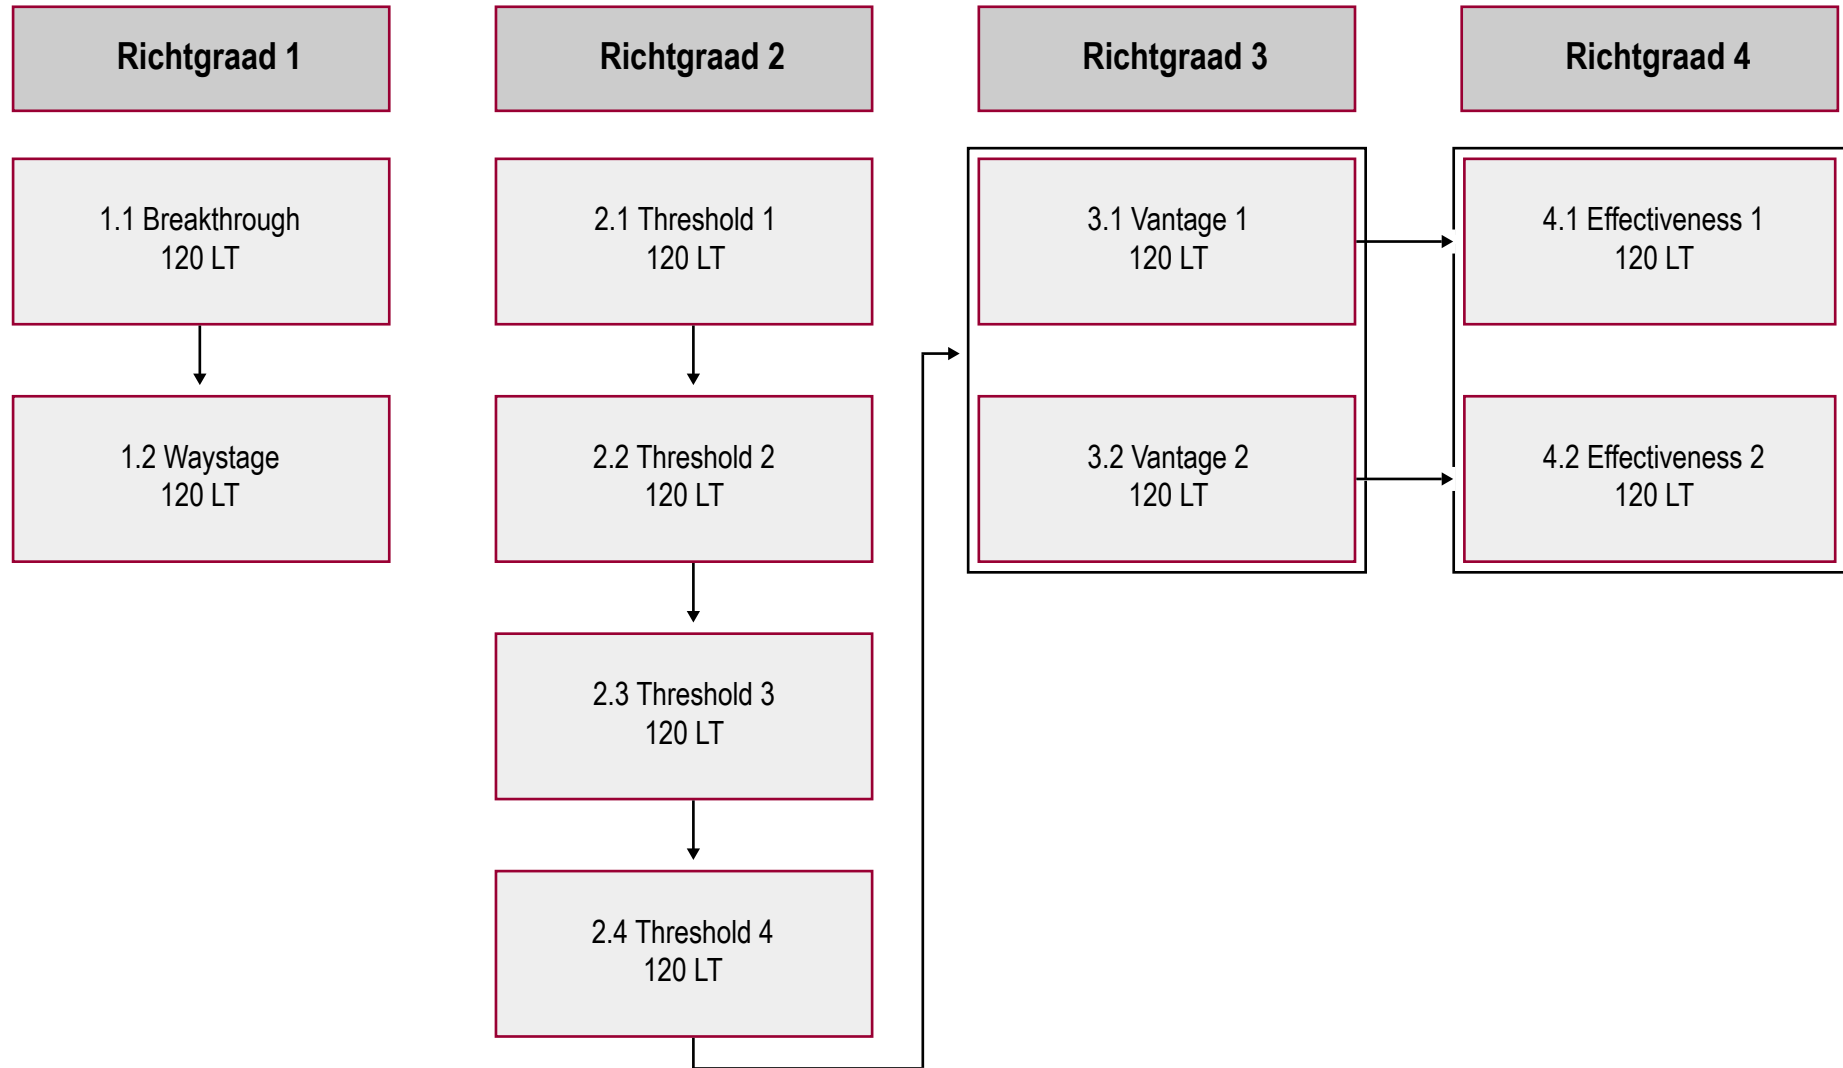 Richtgraad 1
Richtgraad 2
Richtgraad 3
Richtgraad 4
1.1 Breakthrough
120 LT
2.1 Threshold 1
120 LT
3.1 Vantage 1
120 LT
4.1 Effectiveness 1
120 LT
1.2 Waystage
120 LT
2.2 Threshold 2
120 LT
3.2 Vantage 2
120 LT
4.2 Effectiveness 2
120 LT
2.3 Threshold 3
120 LT
2.4 Threshold 4
120 LT